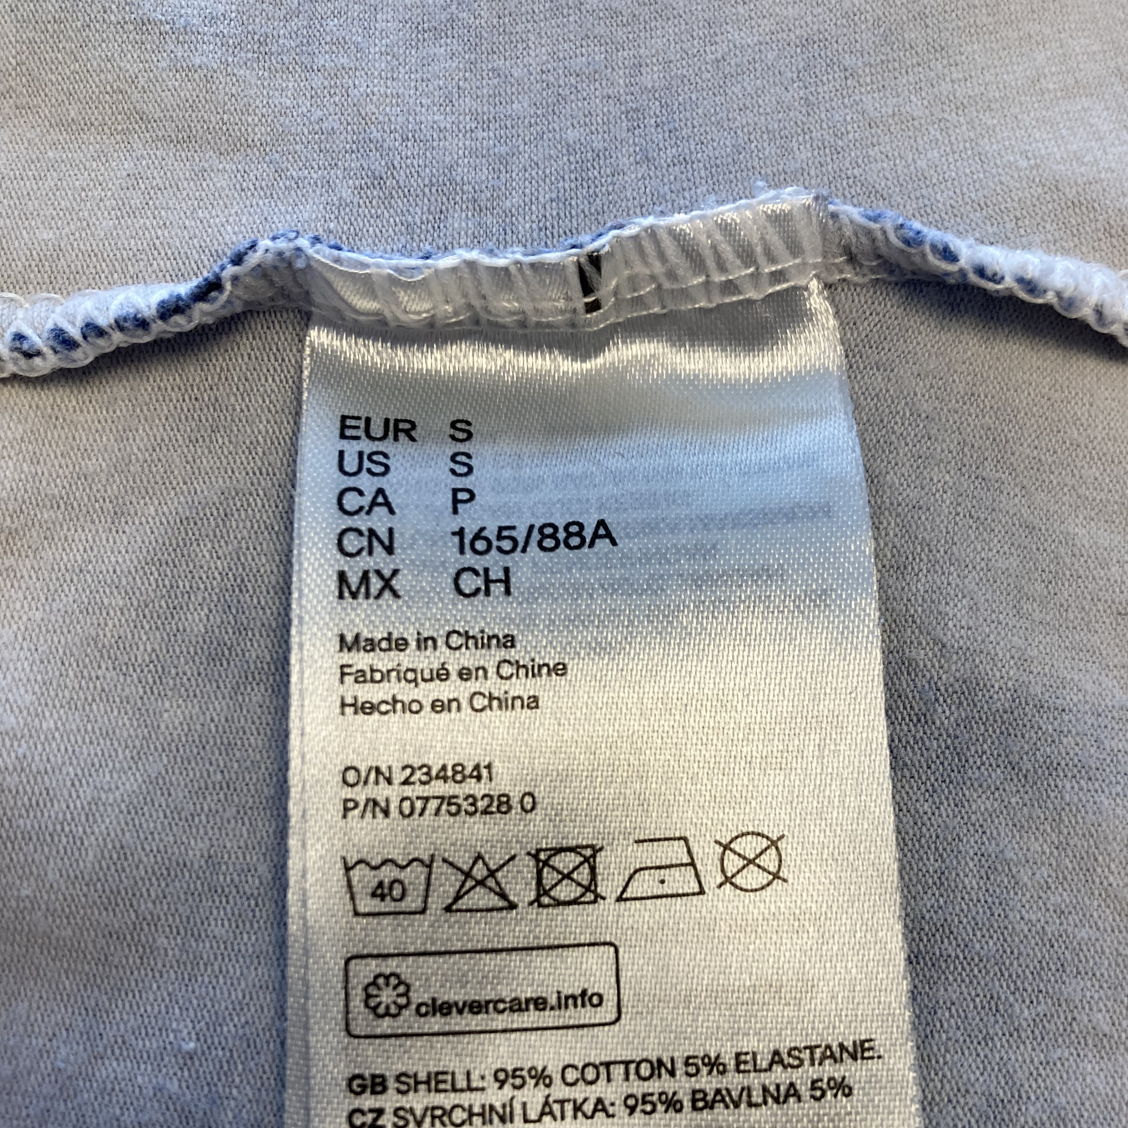 EUR S
US S
CA P
CN 165/88A
MX CH
Made in China
Fabriqué en Chine
Hecho en China
O/N 234841
P/N 0775328 0
40
clevercare.info
GB SHELL: 95% COTTON 5% ELASTANE.
CZ SVRCHNÍ LÁTKA: 95% BAVLNA 5%